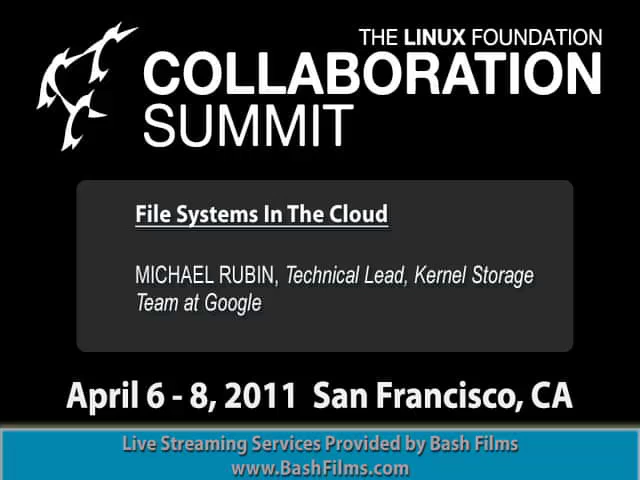 THE LINUX FOUNDATION
COLLABORATION
SUMMIT
File Systems In The Cloud
MICHAEL RUBIN, Technical Lead, Kernel Storage
Team at Google
April 6 - 8, 2011 San Francisco, CA
Live Streaming Services Provided by Bash Films
www.BashFilms.com